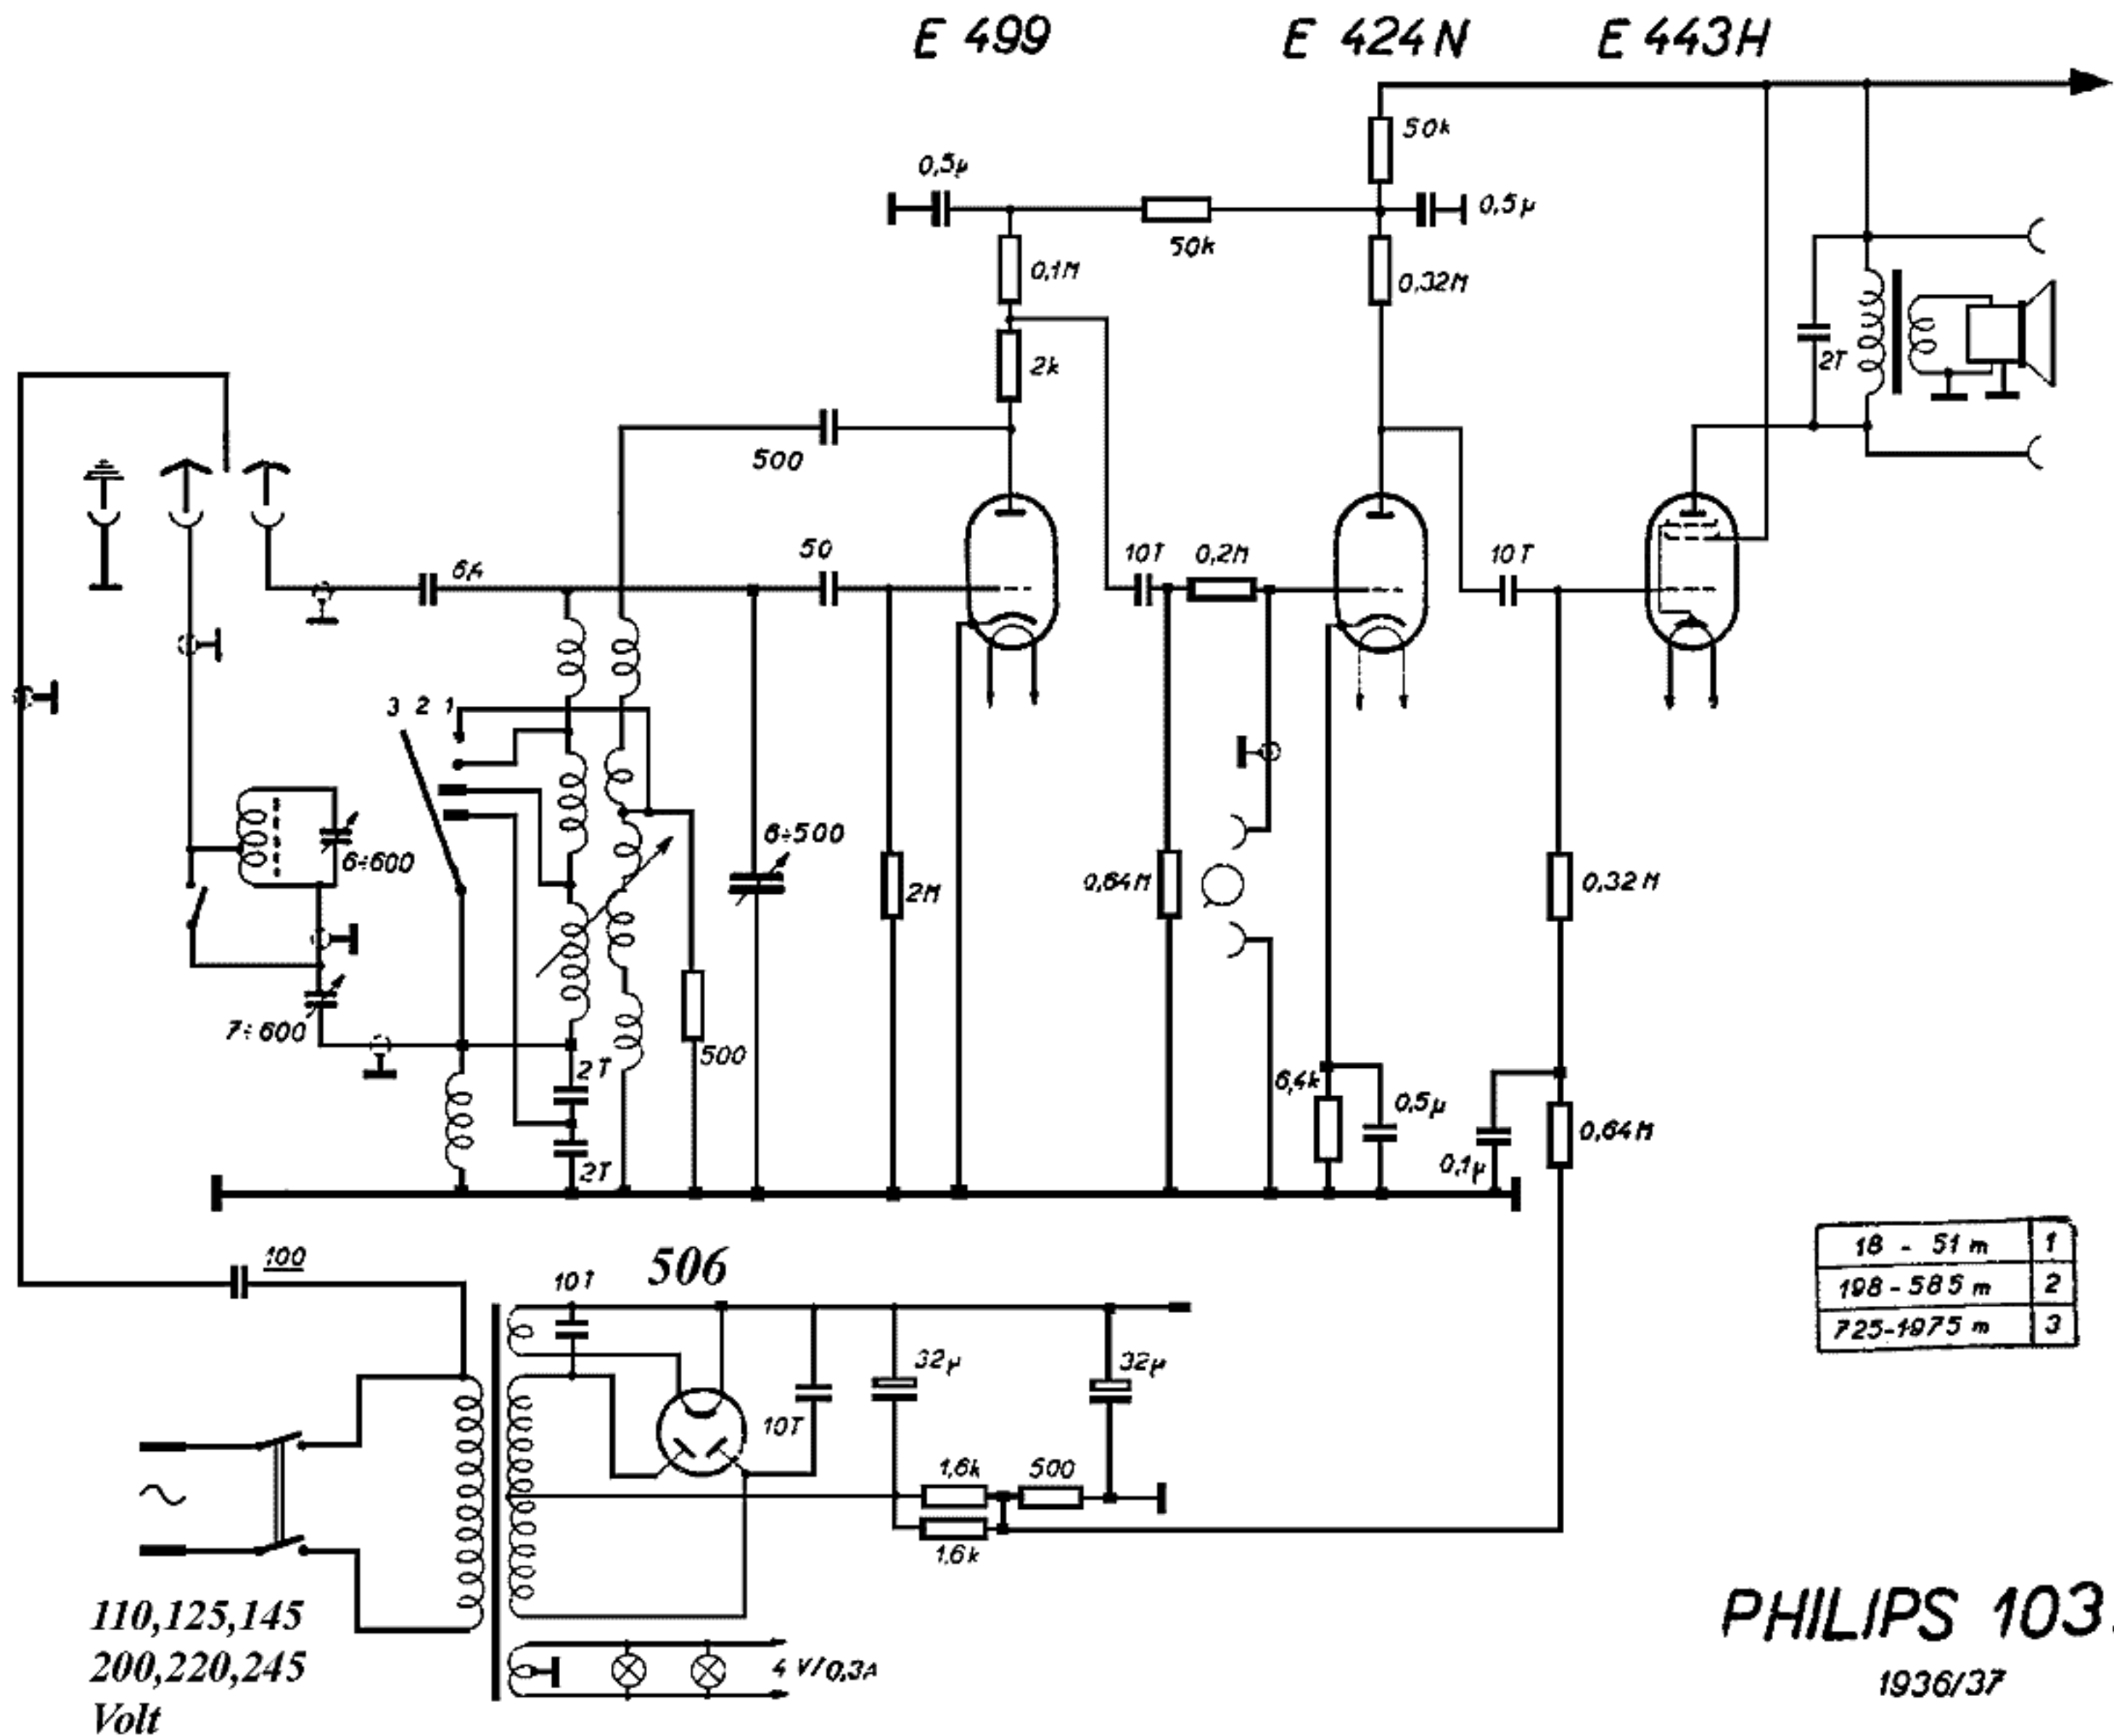 E 499
E 424N
E 443H
50k
0,5µ
0,5µ
50k
0,1M
0,32M
2k
2T
500
50
10T
0,2M
10T
3 2 1
6÷600
6÷500
2M
0,64M
0,32M
7÷600
500
2T
6,4k
0,5µ
2T
0,1µ
0,64M
100
506
10T
18 - 51 m 1
198 - 585 m 2
725-1975 m 3
32µ
32µ
10T
1,6k
500
1,6k
110,125,145
200,220,245
Volt
4 V/0,3A
PHILIPS 103
1936/37